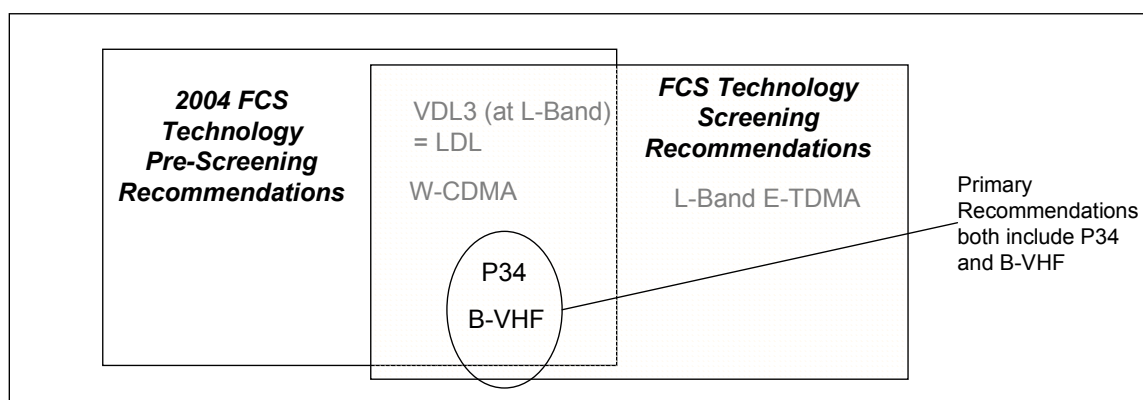 2004 FCS
Technology
Pre-Screening
Recommendations
VDL3 (at L-Band)
= LDL
W-CDMA
P34
B-VHF
FCS Technology
Screening
Recommendations
L-Band E-TDMA
Primary
Recommendations
both include P34
and B-VHF